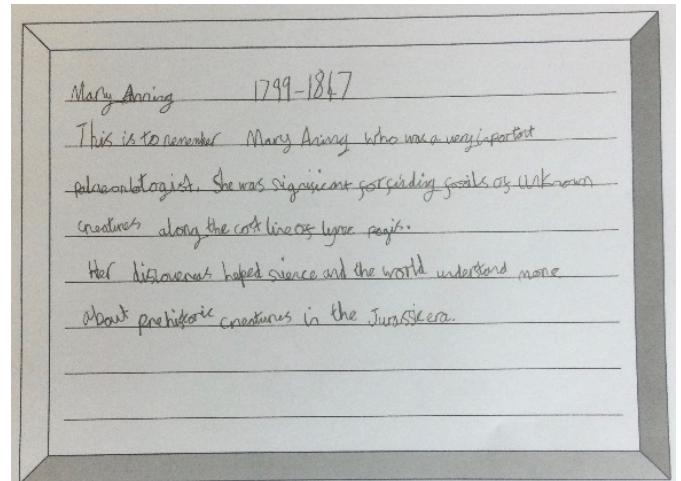 Mary Anning 1799-1847
This is to remember Mary Aning who was a very important
palaeontologist. She was significant for finding fossils of unknown
creatures along the cost line of lyme regis.
Her discoveries helped science and the world understand more
about prehistoric creatures in the Jurassic era.